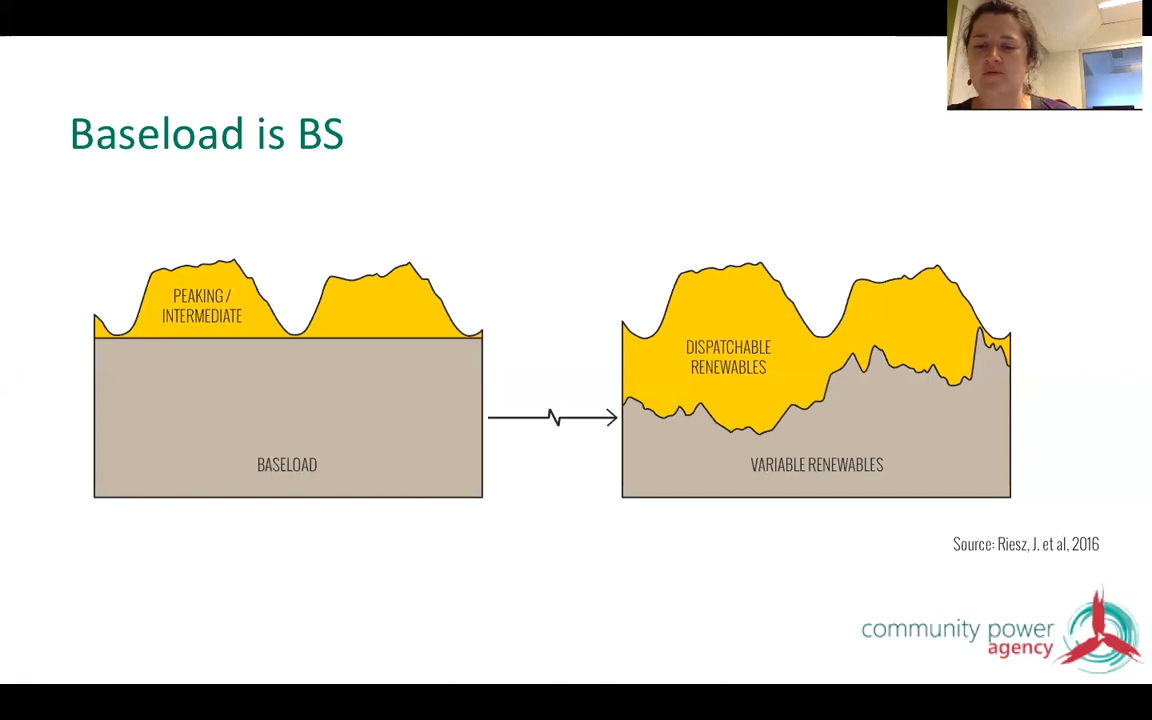 Baseload is BS
PEAKING /
INTERMEDIATE
BASELOAD
DISPATCHABLE
RENEWABLES
VARIABLE RENEWABLES
Source: Riesz, J. et al, 2016
community power
agency